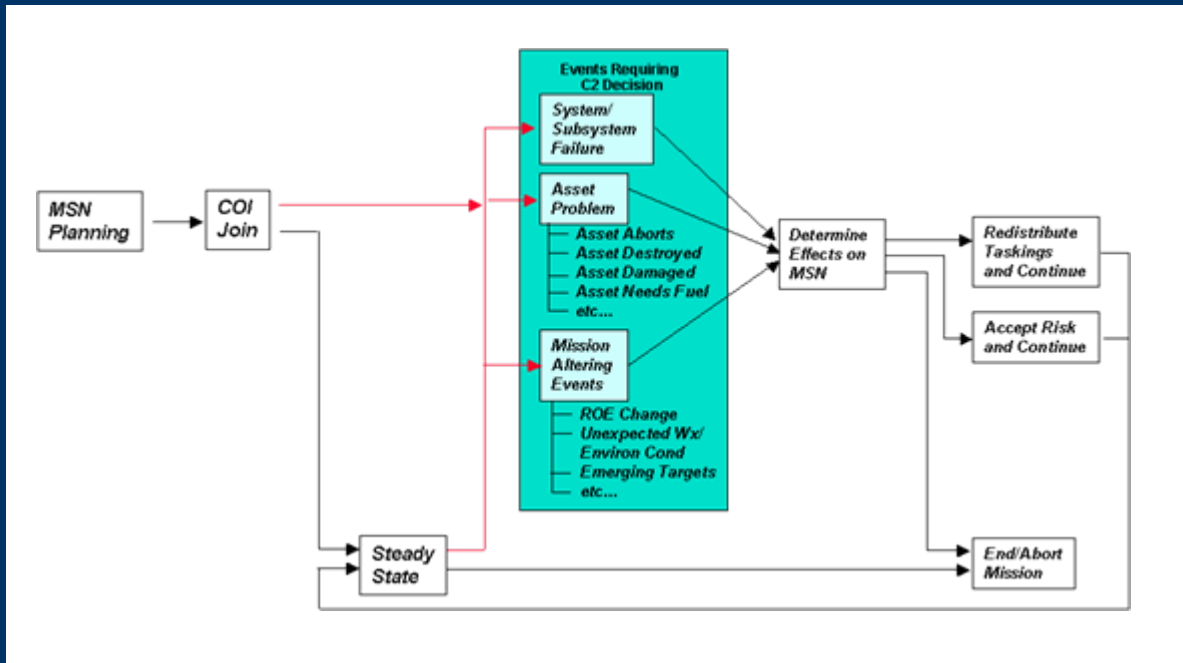 Events Requiring
C2 Decision
System/
Subsystem
Failure
MSN
Planning
COI
Join
Asset
Problem
Asset Aborts
Asset Destroyed
Asset Damaged
Asset Needs Fuel
etc...
Mission
Altering
Events
ROE Change
Unexpected Wx/
Environ Cond
Emerging Targets
etc...
Determine
Effects on
MSN
Redistribute
Taskings
and Continue
Accept Risk
and Continue
Steady
State
End/Abort
Mission